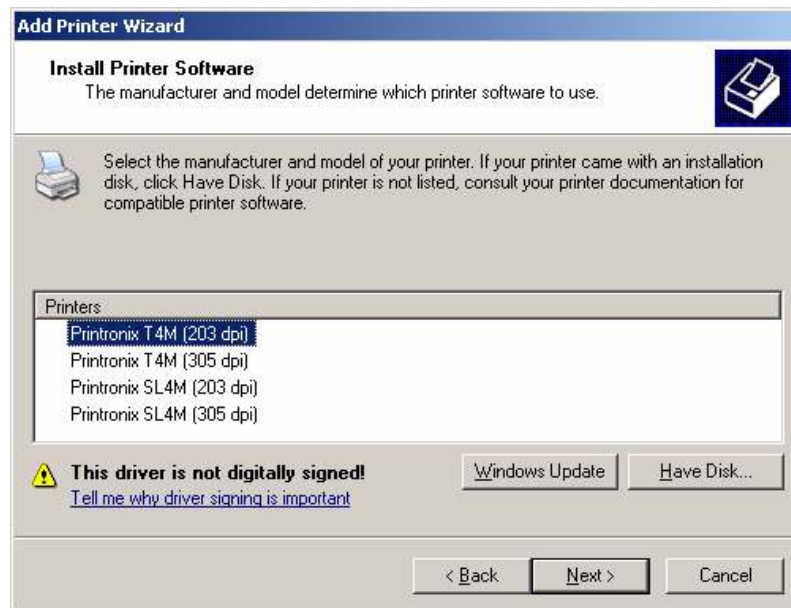 Add Printer Wizard
Install Printer Software
The manufacturer and model determine which printer software to use.
Select the manufacturer and model of your printer. If your printer came with an installation
disk, click Have Disk. If your printer is not listed, consult your printer documentation for
compatible printer software.
Printers
Printronix T4M (203 dpi)
Printronix T4M (305 dpi)
Printronix SL4M (203 dpi)
Printronix SL4M (305 dpi)
This driver is not digitally signed!
Tell me why driver signing is important
Windows Update
Have Disk...
< Back
Next >
Cancel